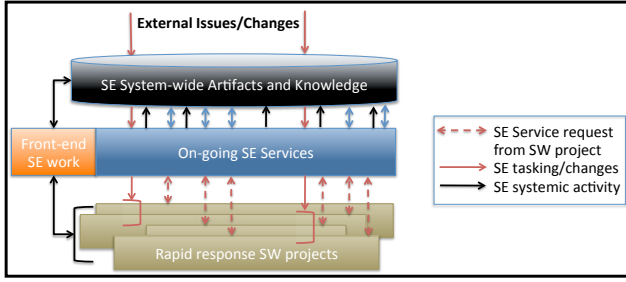 External Issues/Changes
SE System-wide Artifacts and Knowledge
Front-end
SE work
On-going SE Services
Rapid response SW projects
SE Service request
from SW project
SE tasking/changes
SE systemic activity